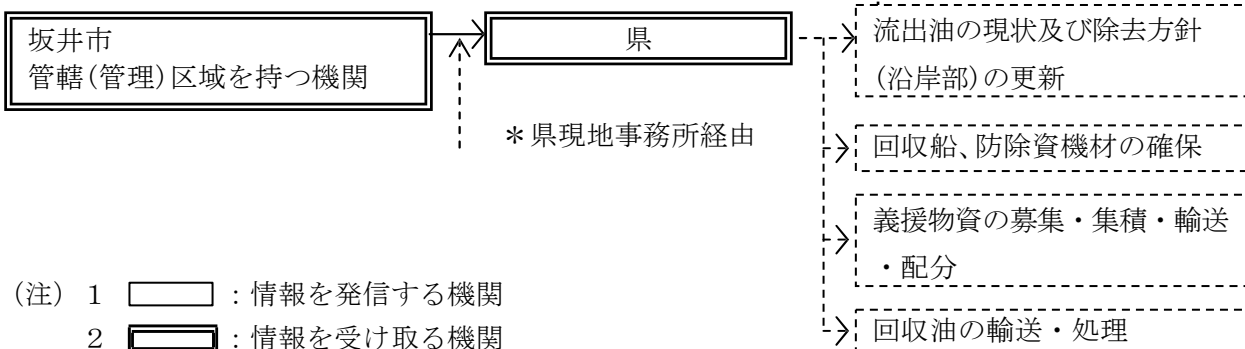 坂井市
管轄(管理)区域を持つ機関
県
＊県現地事務所経由
流出油の現状及び除去方針
(沿岸部)の更新
回収船、防除資機材の確保
義援物資の募集・集積・輸送
・配分
回収油の輸送・処理
(注) 1 :情報を発信する機関
2 :情報を受け取る機関